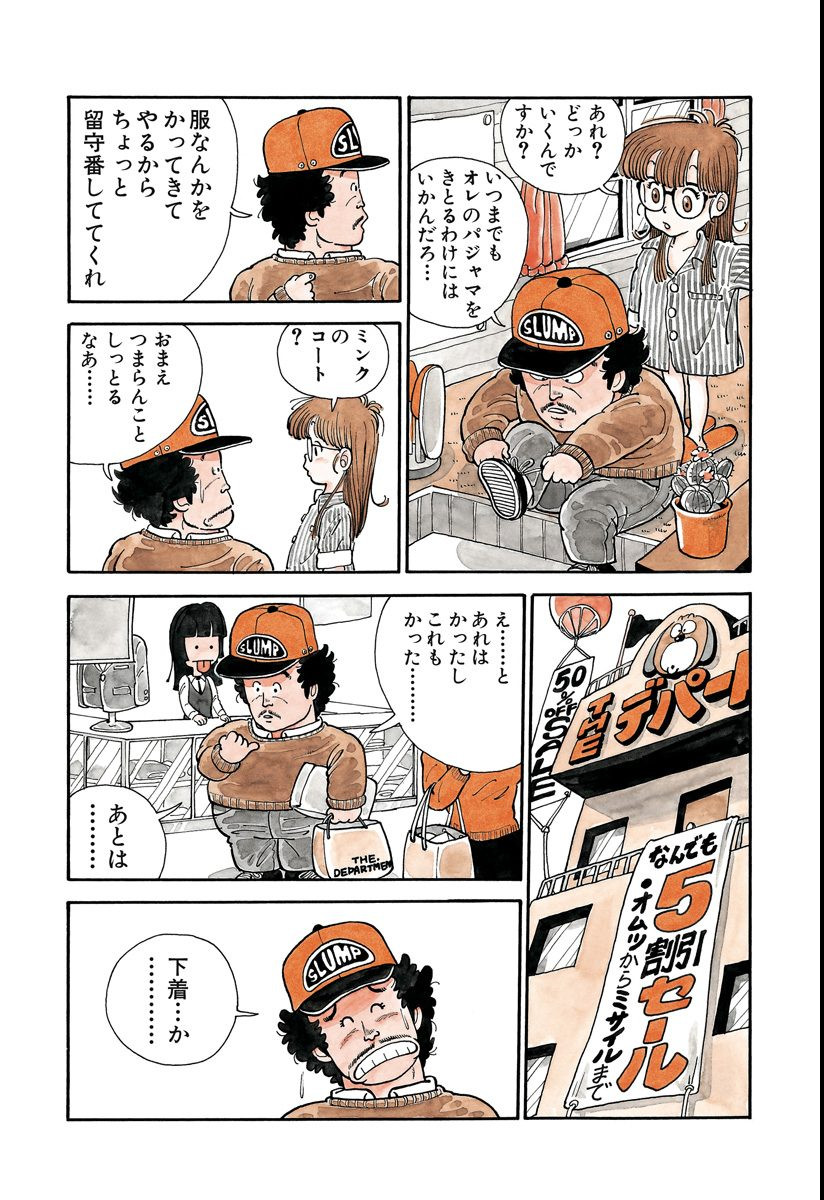 あれ?
どっか
いくんで
すか?
いつまでも
オレのパジャマを
きとるわけには
いかんだろ…
SLUMP
服なんかを
かってきて
やるから
ちょっと
留守番しててくれ
SL
ミンク
の
コート
?
おまえ
つまらんこと
しっとる
なあ……
S
50
%
OFF
SALE
THE
デパート
なんでも
5割引
セール
•オムツからミサイルまで
え……と
あれは
かったし
これも
かった………
SLUMP
あとは
………
THE.
DEPARTMEN
下着…か
…………
SLUMP